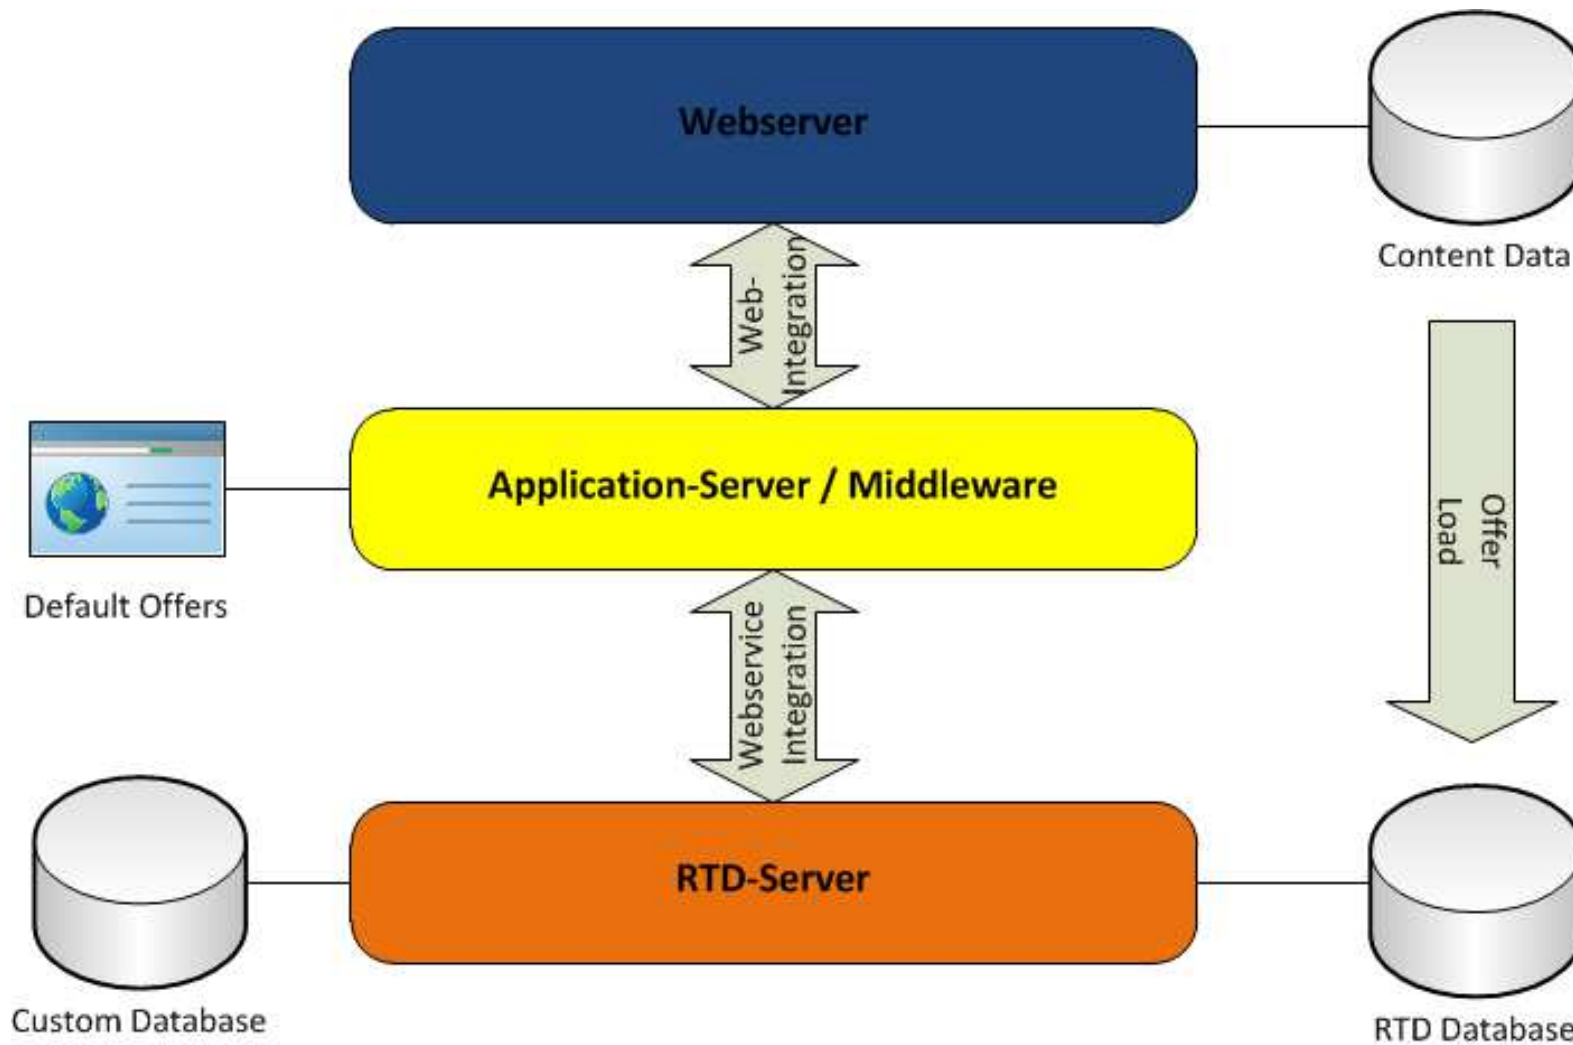 Webserver
Content Data
Web-
Integration
Application-Server / Middleware
Default Offers
Offer
Load
Webservice
Integration
RTD-Server
Custom Database
RTD Database